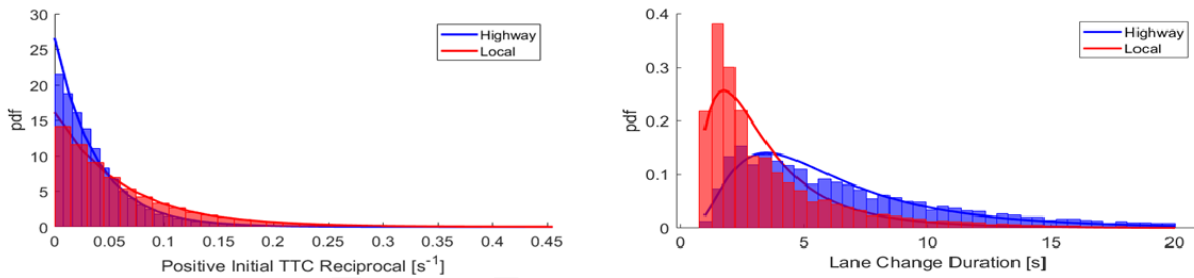 30
25
20
15
10
5
0
pdf
Highway
Local
0 0.05 0.1 0.15 0.2 0.25 0.3 0.35 0.4 0.45
Positive Initial TTC Reciprocal [s⁻¹]
0.4
0.3
0.2
0.1
0
pdf
Highway
Local
0 5 10 15 20
Lane Change Duration [s]